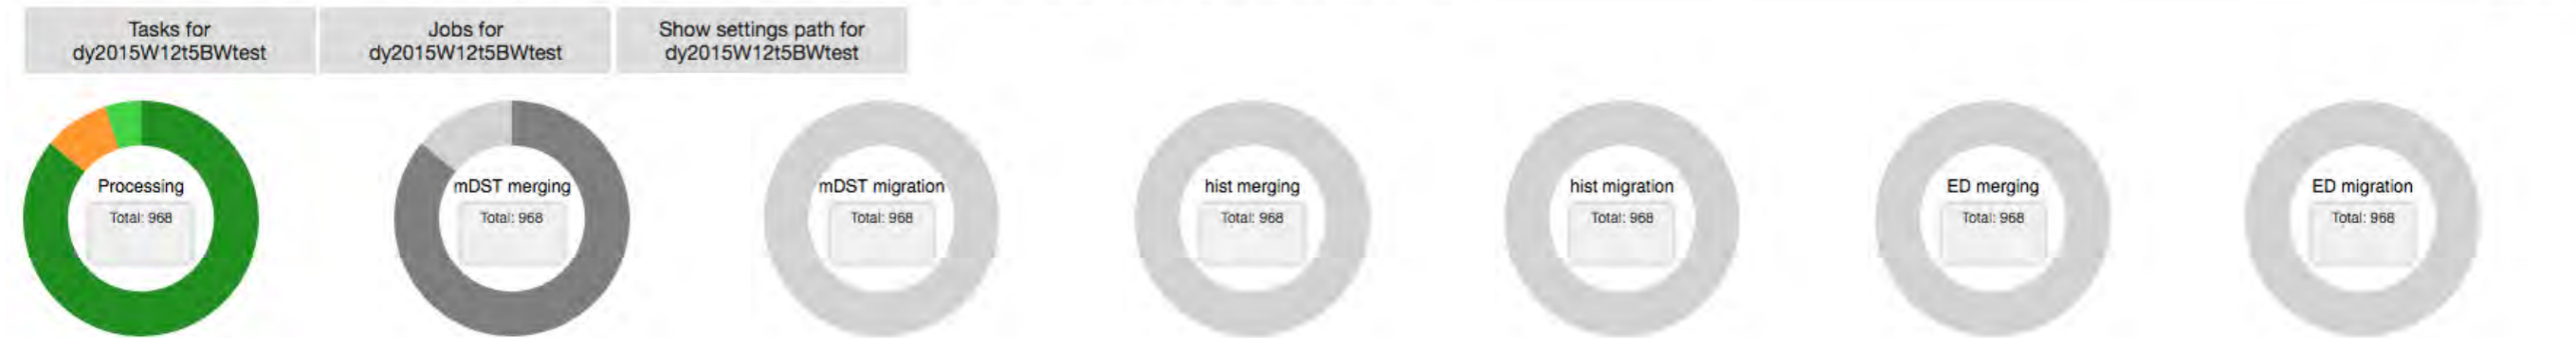 Tasks for
dy2015W12t5BWtest
Jobs for
dy2015W12t5BWtest
Show settings path for
dy2015W12t5BWtest
Processing
Total: 968
mDST merging
Total: 968
mDST migration
Total: 968
hist merging
Total: 968
hist migration
Total: 968
ED merging
Total: 968
ED migration
Total: 968